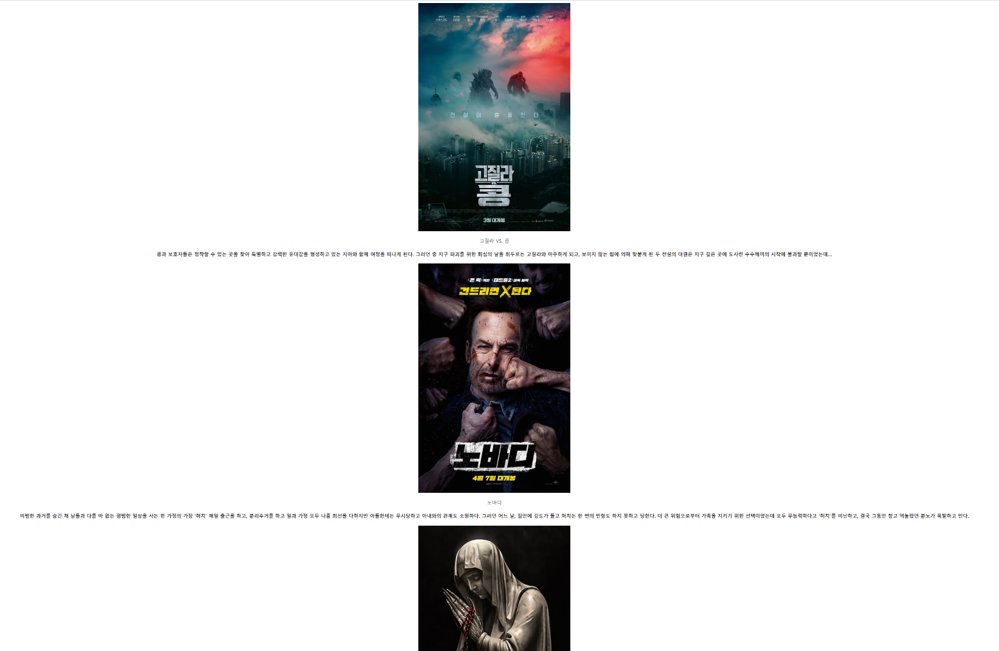 전설이 충돌한다
고질라
VS.
콩
3월 대개봉
고질라 VS. 콩
콩과 보호자들은 정착할 수 있는 곳을 찾아 특별하고 강력한 유대감을 형성하고 있는 지아와 함께 여정을 떠나게 된다. 그러던 중 지구 파괴를 위한 회심의 날을 휘두르는 고질라와 마주하게 되고, 보이지 않는 힘에 의해 맞붙게 된 두 전설의 대결은 지구 깊은 곳에 도사린 수수께끼의 시작에 불과할 뿐이었는데...
<존 윅>각본 <데드풀2>감독 제작
건드리면 X된다
노바디
4월 7일 대개봉
노바디
비범한 과거를 숨긴 채 남들과 다를 바 없는 평범한 일상을 사는 한 가정의 가장 '허치' 매일 출근을 하고, 분리수거를 하고 일과 가정 모두 나름 최선을 다하지만 아들한테는 무시당하고 아내와의 관계도 소원하다. 그러던 어느 날, 집안에 강도가 들고 허치는 한 번의 반항도 하지 못하고 당한다. 더 큰 위험으로부터 가족을 지키기 위한 선택이었는데 모두 무능력하다고 '허치'를 비난하고, 결국 그동안 참고 억눌렀던 분노가 폭발하고 만다.